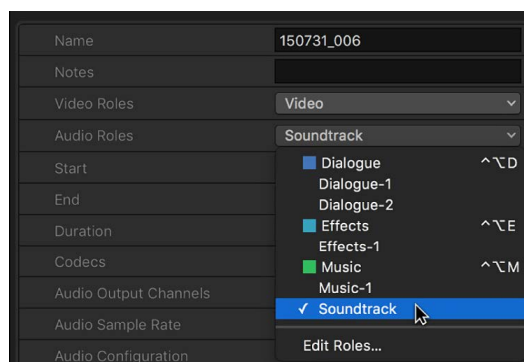 Name 150731_006
Notes
Video Roles Video
Audio Roles Soundtrack
Start
End
Duration
Codecs
Audio Output Channels
Audio Sample Rate
Audio Configuration
Dialogue ^⌥D
Dialogue-1
Dialogue-2
Effects ^⌥E
Effects-1
Music ^⌥M
Music-1
✓ Soundtrack
Edit Roles...